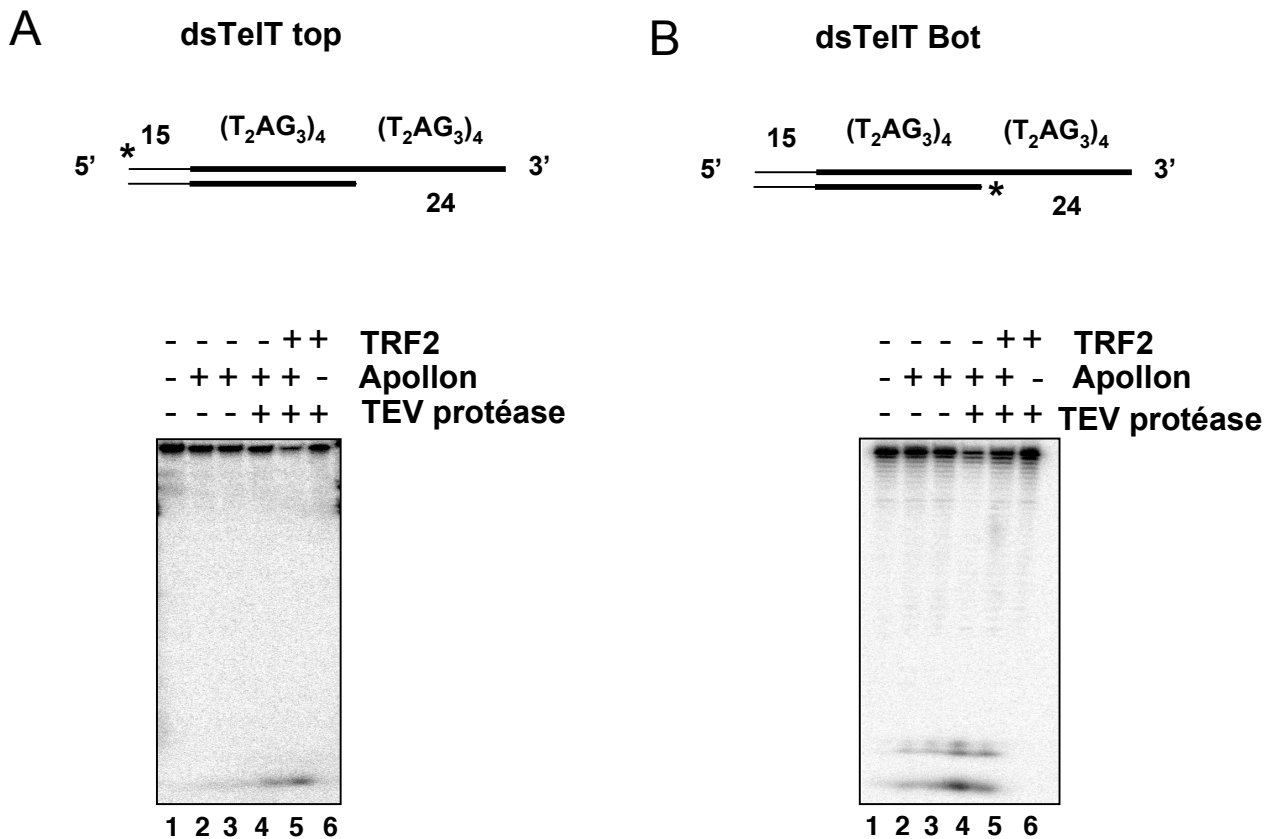 A
dsTelT top
* 15 (T₂AG₃)₄ (T₂AG₃)₄
5’ 3’
24
- - - - + + TRF2
- + + + + - Apollon
- - - + + + TEV protéase
1 2 3 4 5 6
B
dsTelT Bot
15 (T₂AG₃)₄ (T₂AG₃)₄
5’ 3’
* 24
- - - - + + TRF2
- + + + + - Apollon
- - - + + + TEV protéase
1 2 3 4 5 6